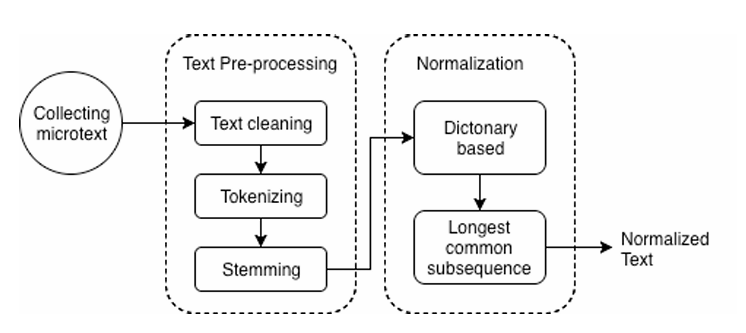 Text Pre-processing
Normalization
Collecting
microtext
Text cleaning
Tokenizing
Stemming
Dictonary
based
Longest
common
subsequence
Normalized
Text